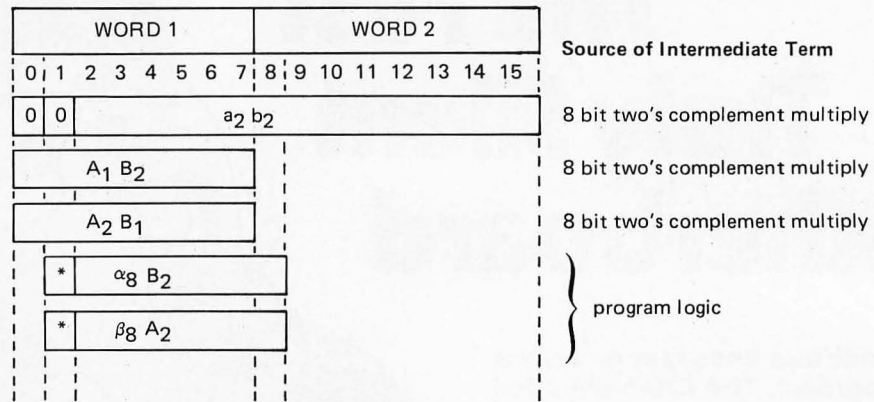 WORD 1 WORD 2
Source of Intermediate Term
0 1 2 3 4 5 6 7 8 9 10 11 12 13 14 15
0 0 a₂ b₂ 8 bit two's complement multiply
A₁ B₂ 8 bit two's complement multiply
A₂ B₁ 8 bit two's complement multiply
* α₈ B₂
program logic
* β₈ A₂